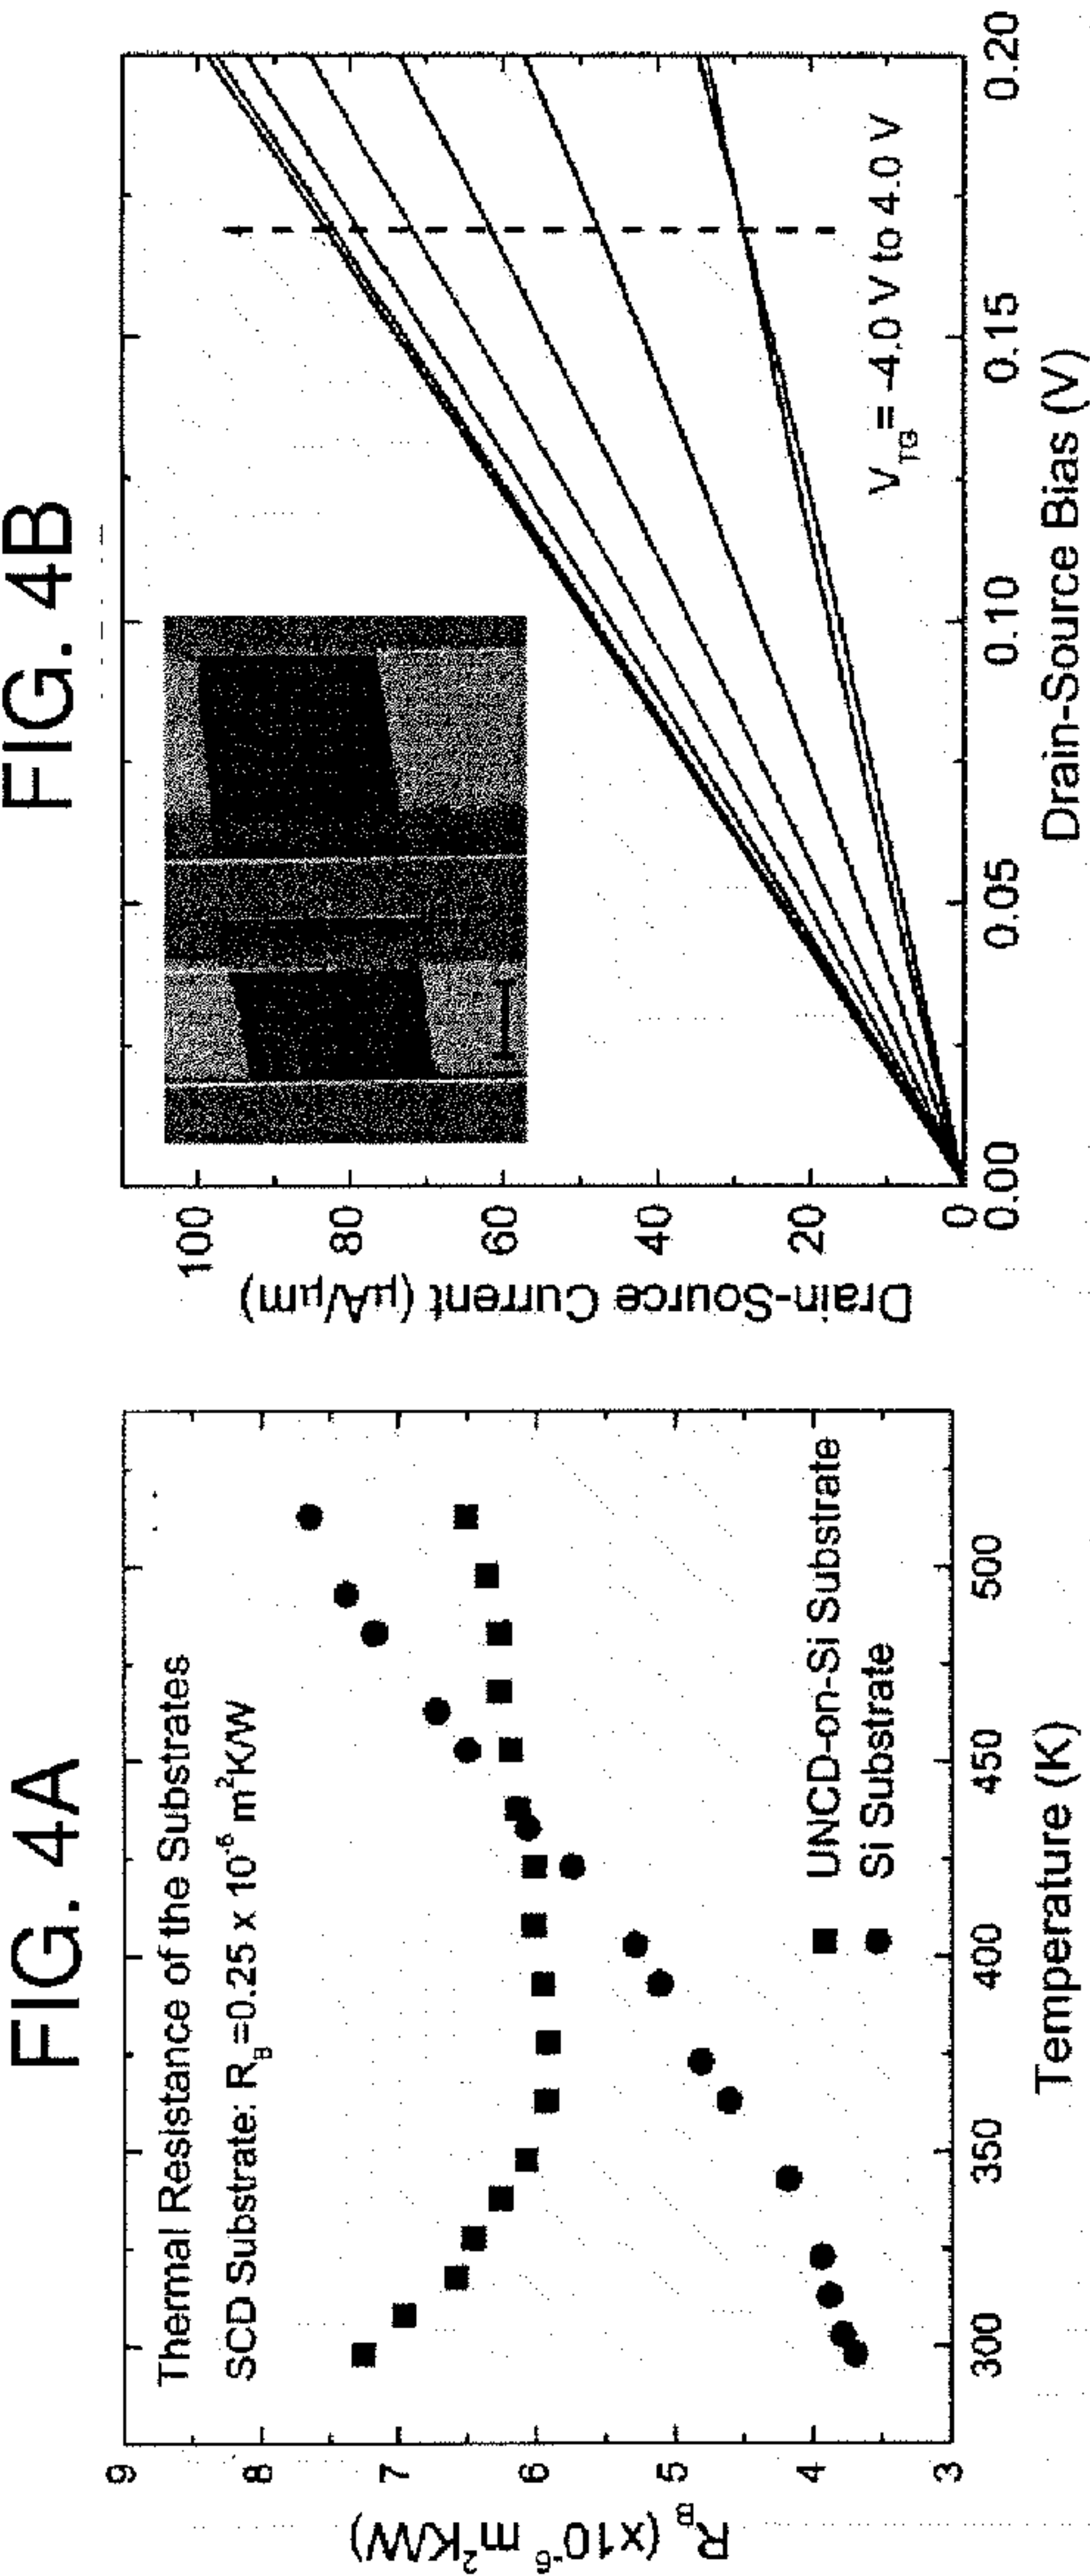 FIG. 4A
Thermal Resistance of the Substrates
SCD Substrate: R_B=0.25 x 10^-6 m^2K/W
UNCD-on-Si Substrate
Si Substrate
9
8
7
6
5
4
3
R_B (x10^-6 m^2K/W)
300
350
400
450
500
Temperature (K)
FIG. 4B
100
80
60
40
20
0
Drain-Source Current (μA/μm)
V_TG = -4.0 V to 4.0 V
0.00
0.05
0.10
0.15
0.20
Drain-Source Bias (V)